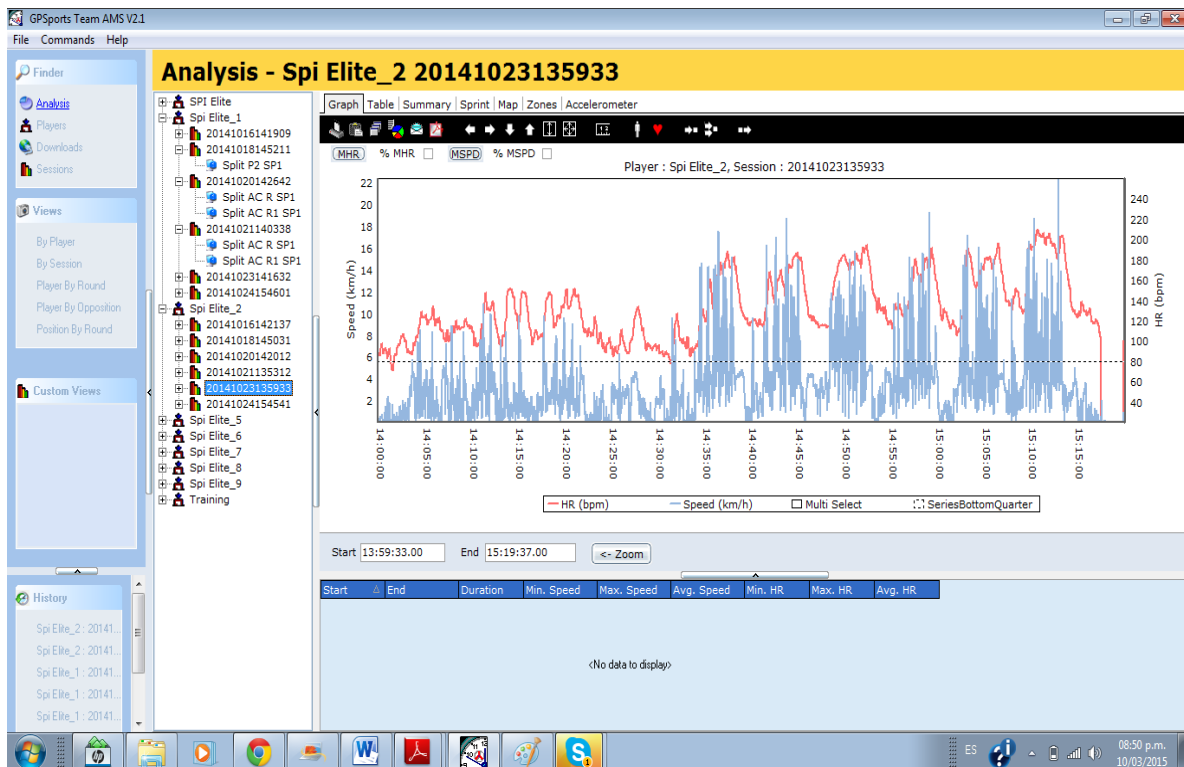 GPSports Team AMS V2.1
File Commands Help
Finder
Analysis
Players
Downloads
Sessions
Views
By Player
By Session
Player By Round
Player By Opposition
Position By Round
Custom Views
History
Spi Elite_2 : 20141...
Spi Elite_2 : 20141...
Spi Elite_1 : 20141...
Spi Elite_1 : 20141...
Spi Elite_1 : 20141...
Analysis - Spi Elite_2 20141023135933
SPI Elite
Spi Elite_1
20141016141909
20141018145211
Split P2 SP1
20141020142642
Split AC R SP1
Split AC R1 SP1
20141021140338
Split AC R SP1
Split AC R1 SP1
20141023141632
20141024154601
Spi Elite_2
20141016142137
20141018145031
20141020142012
20141021135312
20141023135933
20141024154541
Spi Elite_5
Spi Elite_6
Spi Elite_7
Spi Elite_8
Spi Elite_9
Training
Graph Table Summary Sprint Map Zones Accelerometer
MHR % MHR MSPD % MSPD
Player : Spi Elite_2, Session : 20141023135933
Speed (km/h)
22
20
18
16
14
12
10
8
6
4
2
HR (bpm)
240
220
200
180
160
140
120
100
80
60
40
14:00:00 14:05:00 14:10:00 14:15:00 14:20:00 14:25:00 14:30:00 14:35:00 14:40:00 14:45:00 14:50:00 14:55:00 15:00:00 15:05:00 15:10:00 15:15:00
HR (bpm) Speed (km/h) Multi Select SeriesBottomQuarter
Start 13:59:33.00 End 15:19:37.00 <- Zoom
Start End Duration Min. Speed Max. Speed Avg. Speed Min. HR Max. HR Avg. HR
<No data to display>
ES
08:50 p.m.
10/03/2015